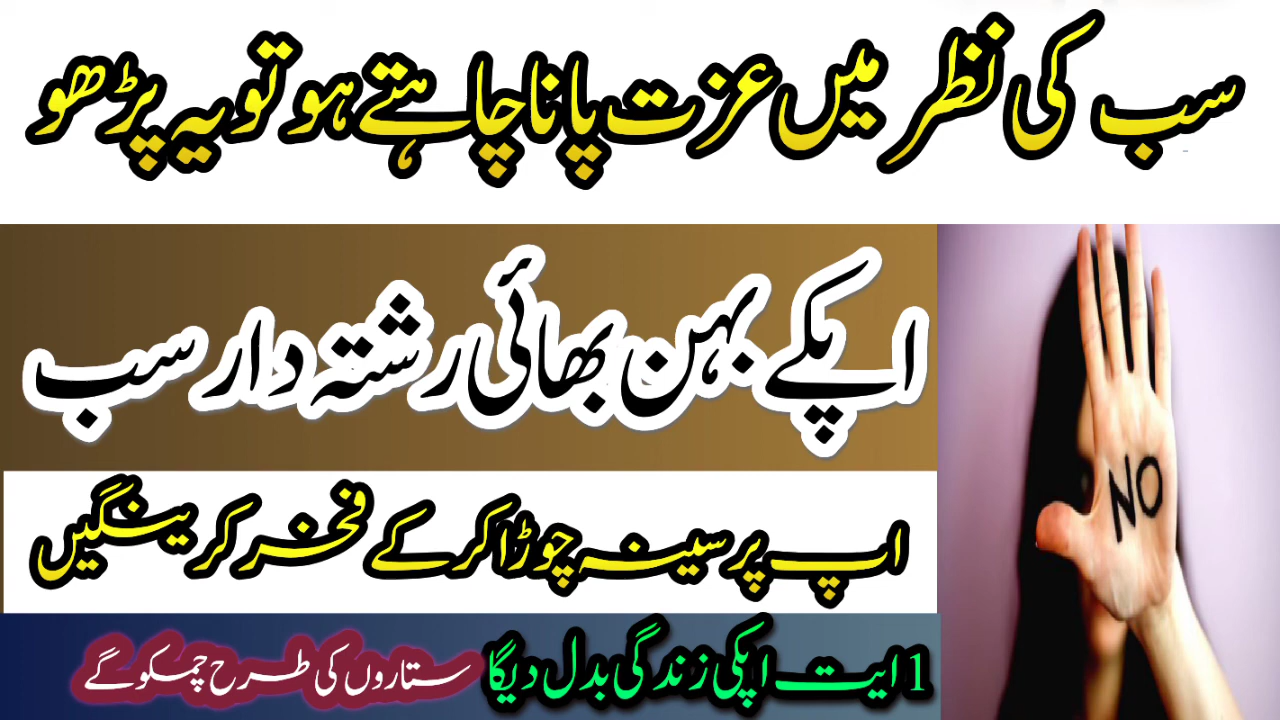 سب کی نظر میں عزت پانا چاہتے ہو تو یہ پڑھو
اپکے بہن بھائی رشتہ دار سب
اپ پر سینہ چوڑا کر کے فخر کرینگیں
1 ایت اپکی زندگی بدل دیگا ستاروں کی طرح چمکو گے
NO